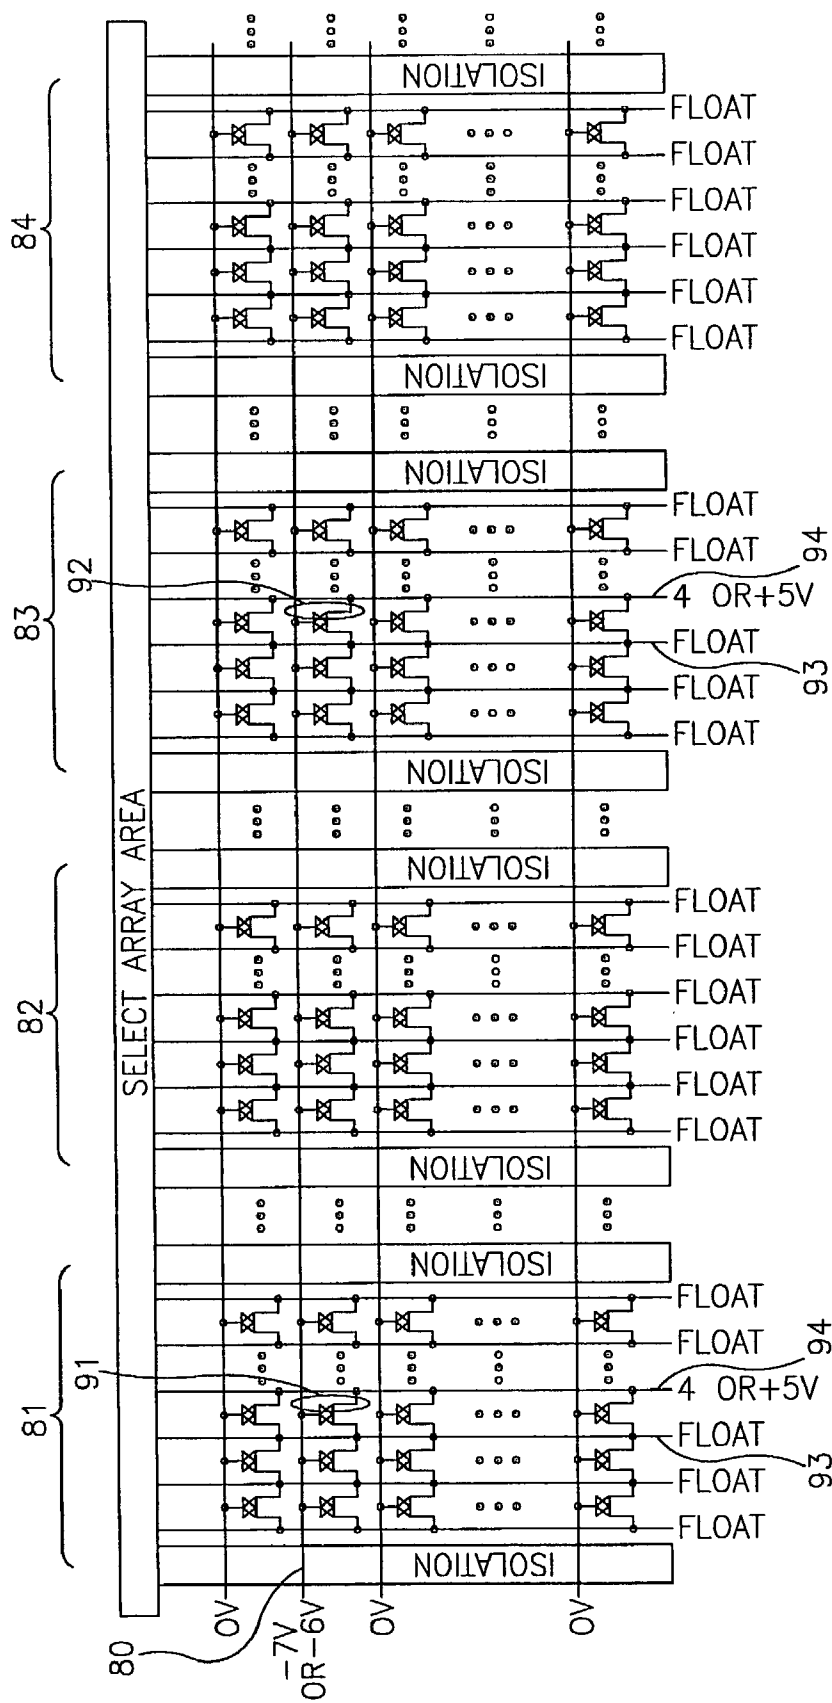 81
82
83
84
SELECT ARRAY AREA
91
92
80
0V
-7V
OR-6V
0V
0V
ISOLATION
ISOLATION
ISOLATION
ISOLATION
ISOLATION
ISOLATION
ISOLATION
ISOLATION
FLOAT
FLOAT
FLOAT
4 OR+5V
FLOAT
FLOAT
FLOAT
FLOAT
FLOAT
FLOAT
FLOAT
FLOAT
FLOAT
FLOAT
FLOAT
4 OR+5V
FLOAT
FLOAT
FLOAT
FLOAT
FLOAT
FLOAT
FLOAT
FLOAT
93
94
93
94